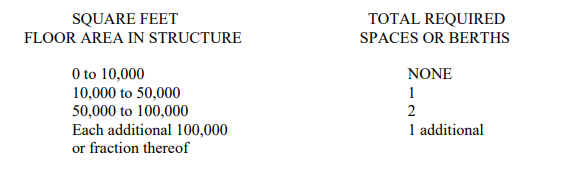 SQUARE FEET TOTAL REQUIRED
FLOOR AREA IN STRUCTURE SPACES OR BERTHS
0 to 10,000 NONE
10,000 to 50,000 1
50,000 to 100,000 2
Each additional 100,000 1 additional
or fraction thereof